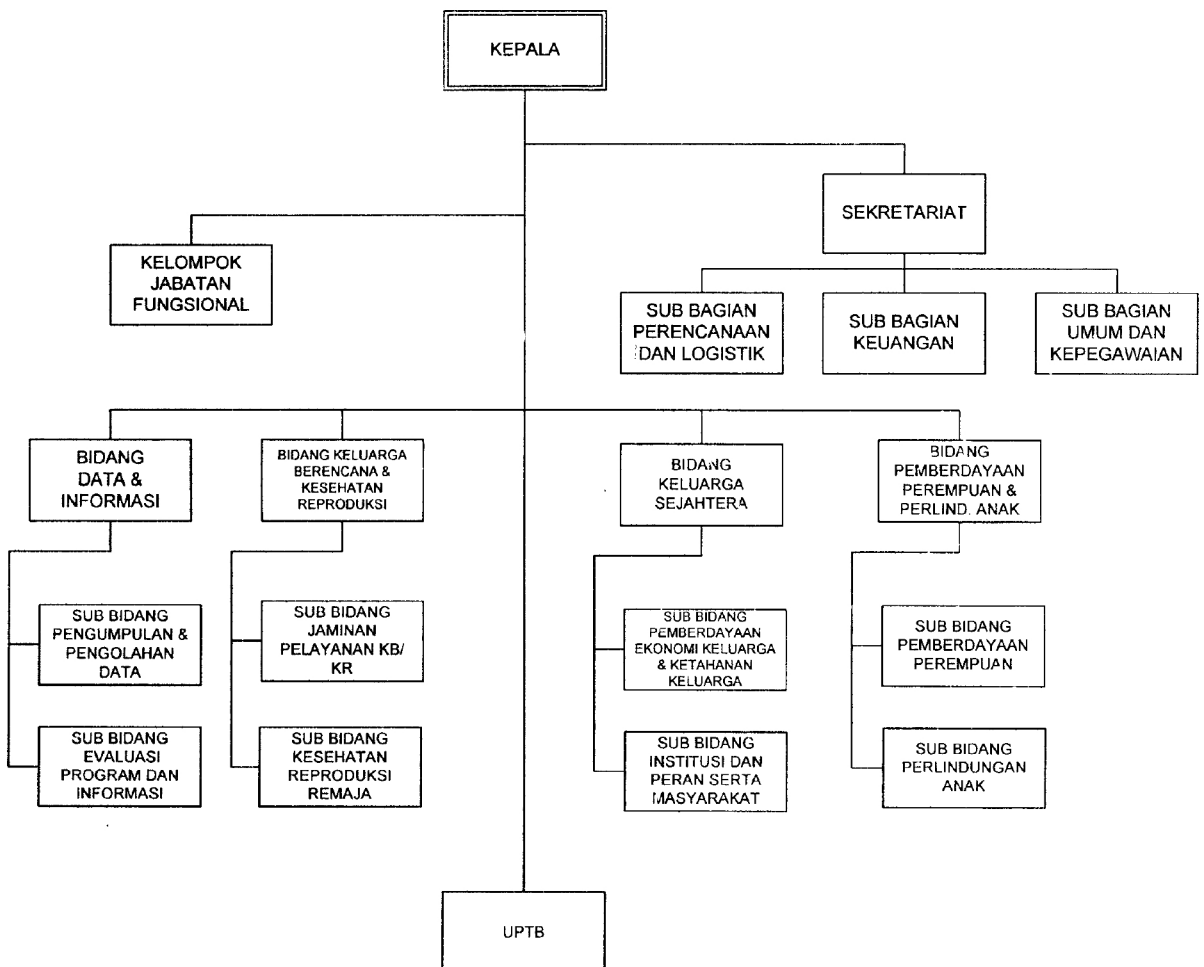 KEPALA
SEKRETARIAT
KELOMPOK
JABATAN
FUNGSIONAL
SUB BAGIAN
PERENCANAAN
DAN LOGISTIK
SUB BAGIAN
KEUANGAN
SUB BAGIAN
UMUM DAN
KEPEGAWAIAN
BIDANG
DATA &
INFORMASI
BIDANG KELUARGA
BERENCANA &
KESEHATAN
REPRODUKSI
BIDANG
KELUARGA
SEJAHTERA
BIDANG
PEMBERDAYAAN
PEREMPUAN &
PERLIND. ANAK
SUB BIDANG
PENGUMPULAN &
PENGOLAHAN
DATA
SUB BIDANG
JAMINAN
PELAYANAN KB/
KR
SUB BIDANG
PEMBERDAYAAN
EKONOMI KELUARGA
& KETAHANAN
KELUARGA
SUB BIDANG
PEMBERDAYAAN
PEREMPUAN
SUB BIDANG
EVALUASI
PROGRAM DAN
INFORMASI
SUB BIDANG
KESEHATAN
REPRODUKSI
REMAJA
SUB BIDANG
INSTITUSI DAN
PERAN SERTA
MASYARAKAT
SUB BIDANG
PERLINDUNGAN
ANAK
UPTB